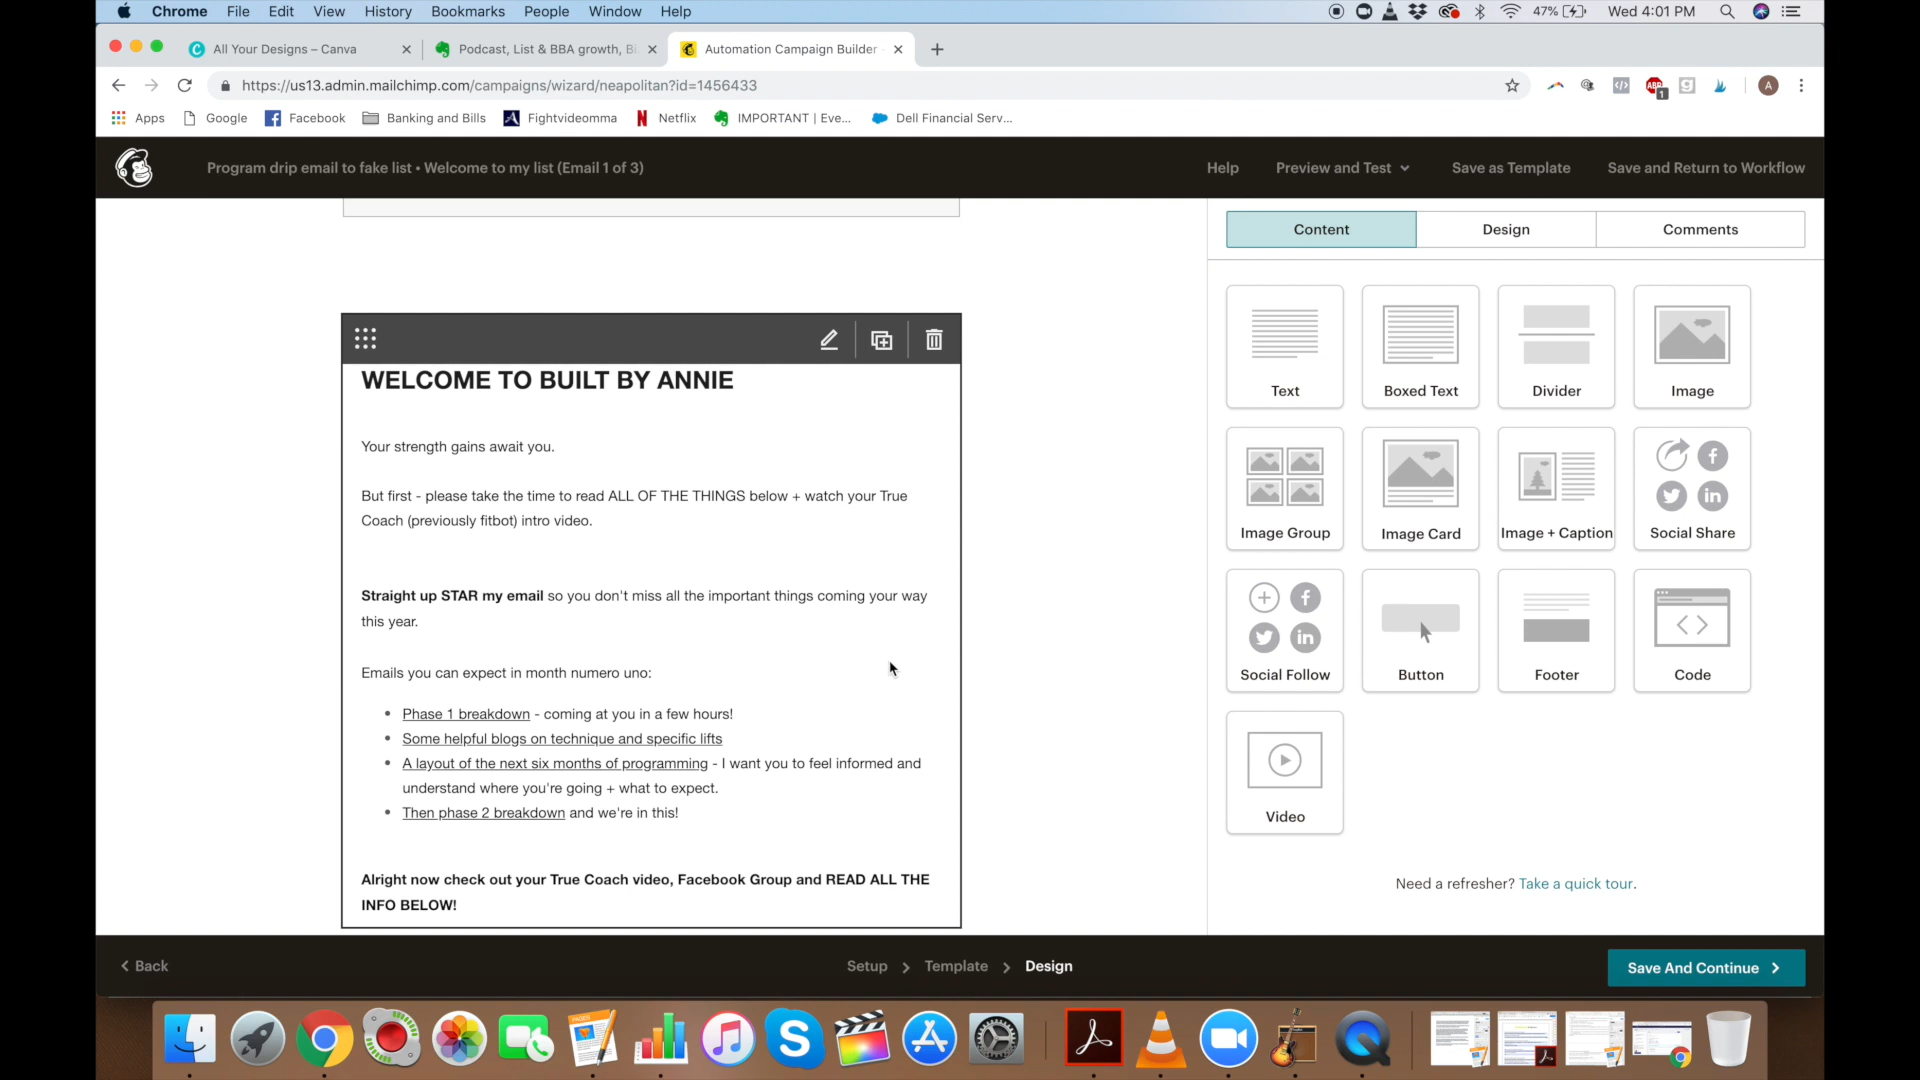 Chrome File Edit View History Bookmarks People Window Help 47% Wed 4:01 PM
All Your Designs – Canva Podcast, List & BBA growth, B Automation Campaign Builder
https://us13.admin.mailchimp.com/campaigns/wizard/neapolitan?id=1456433 ABP 1 A
Apps Google Facebook Banking and Bills Fightvideomma Netflix IMPORTANT | Eve... Dell Financial Serv...
Program drip email to fake list • Welcome to my list (Email 1 of 3) Help Preview and Test Save as Template Save and Return to Workflow
Content Design Comments
WELCOME TO BUILT BY ANNIE
Your strength gains await you.
But first - please take the time to read ALL OF THE THINGS below + watch your True
Coach (previously fitbot) intro video.
Straight up STAR my email so you don't miss all the important things coming your way
this year.
Emails you can expect in month numero uno:
• Phase 1 breakdown - coming at you in a few hours!
• Some helpful blogs on technique and specific lifts
• A layout of the next six months of programming - I want you to feel informed and
understand where you're going + what to expect.
• Then phase 2 breakdown and we're in this!
Alright now check out your True Coach video, Facebook Group and READ ALL THE
INFO BELOW!
Text Boxed Text Divider Image
Image Group Image Card Image + Caption Social Share
Social Follow Button Footer Code
Video
Need a refresher? Take a quick tour.
Back Setup Template Design Save And Continue
PAGES